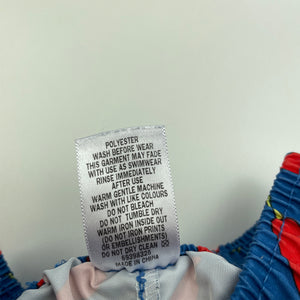 POLYESTER
WASH BEFORE WEAR
THIS GARMENT MAY FADE
WITH USE AS SWIMWEAR
RINSE IMMEDIATELY
AFTER USE
WARM GENTLE MACHINE
WASH WITH LIKE COLOURS
DO NOT BLEACH
DO NOT TUMBLE DRY
WARM IRON INSIDE OUT
(DO NOT IRON PRINTS
OR EMBELLISHMENTS)
DO NOT DRY CLEAN
MADE IN CHINA